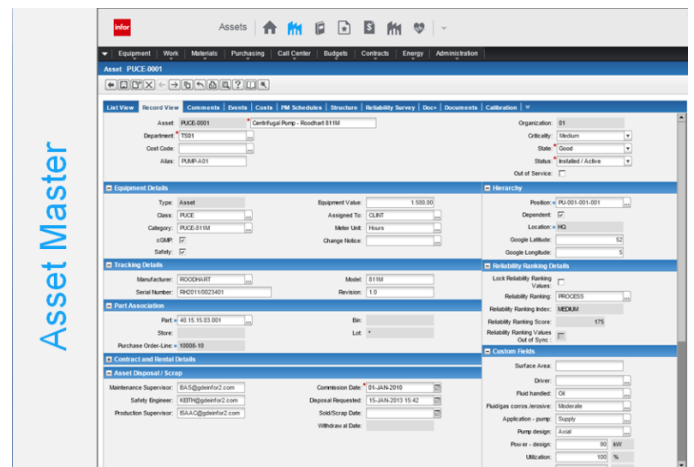 Asset Master
infor
Assets
Equipment Work Materials Purchasing Call Center Budgets Contracts Energy Administration
Asset PUCE-0001
List View Record View Comments Events Costs PM Schedules Structure Reliability Survey Doc+ Documents Calibration
Asset: PUCE-0001 * Centrifugal Pump - Roodhart 811M Organization: 01
Department: * TS01 Criticality: Medium
Cost Code: State: * Good
Alias: PUMP-A01 Status: * Installed / Active
Out of Service:
Equipment Details Hierarchy
Type: Asset Equipment Value: 1.500,00 Position: PU-001-001-001
Class: PUCE Assigned To: CLINT Dependent:
Category: PUCE-811M Meter Unit: Hours Location: HQ
cGMP: Change Notice: Google Latitude: 52
Safety: Google Longitude: 5
Tracking Details Reliability Ranking Details
Manufacturer: ROODHART Model: 811M Lock Reliability Ranking Values:
Serial Number: RH2011/0023401 Revision: 1.0 Reliability Ranking: PROCESS
Part Association Reliability Ranking Index: MEDIUM
Part: 40.15.15.03.001 Bin: Reliability Ranking Score: 175
Store: Lot: * Reliability Ranking Values Out of Sync :
Purchase Order-Line: 10006-10
Contract and Rental Details Custom Fields
Asset Disposal / Scrap Surface Area:
Maintenance Supervisor: BAS@gdeinfor2.com Commission Date: * 01-JAN-2010 Driver:
Safety Engineer: KEITH@gdeinfor2.com Disposal Requested: 15-JAN-2013 15:42 Fluid handled: Oil
Production Supervisor: ISAAC@gdeinfor2.com Sold/Scrap Date: Fluid/gas corros./erosive: Moderate
Withdrawal Date: Application - pump: Supply
Pump design: Axial
Power - design: 90 kW
Utilization: 100 %